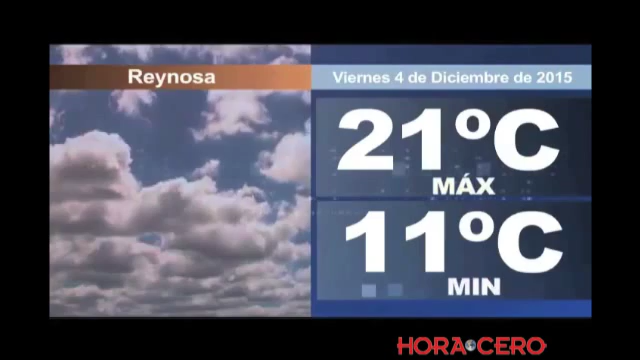 Reynosa
Viernes 4 de Diciembre de 2015
21ºC
MÁX
11ºC
MIN
HORA CERO